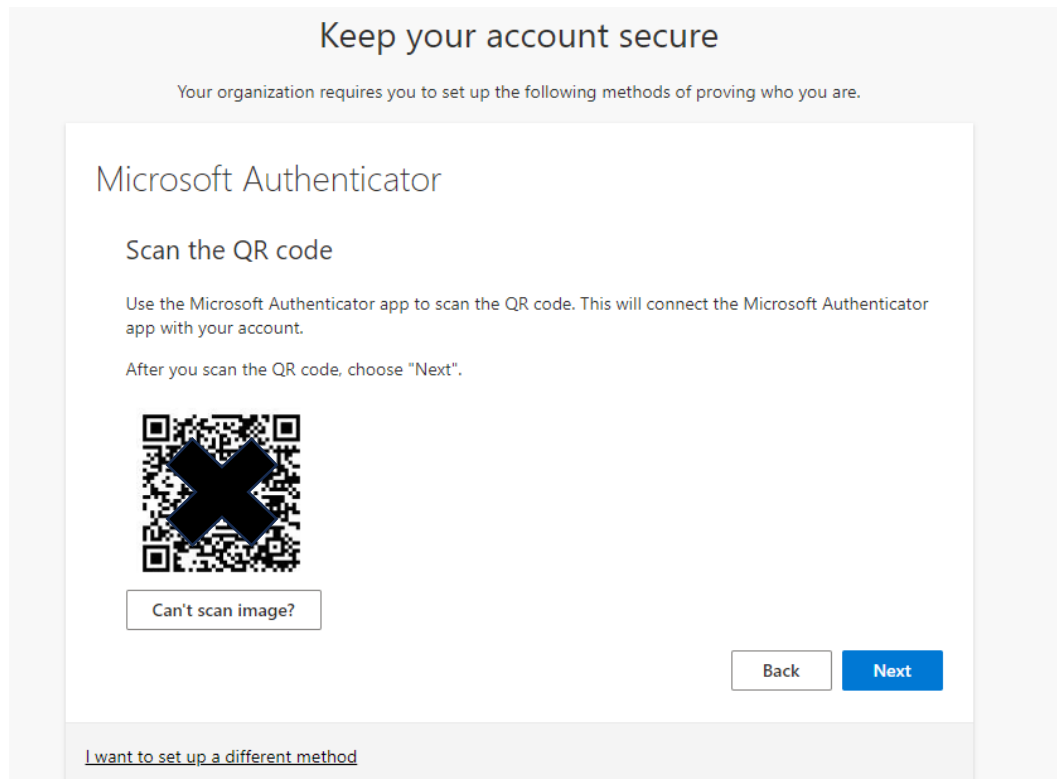 Keep your account secure
Your organization requires you to set up the following methods of proving who you are.
Microsoft Authenticator
Scan the QR code
Use the Microsoft Authenticator app to scan the QR code. This will connect the Microsoft Authenticator
app with your account.
After you scan the QR code, choose "Next".
Can't scan image?
Back
Next
I want to set up a different method